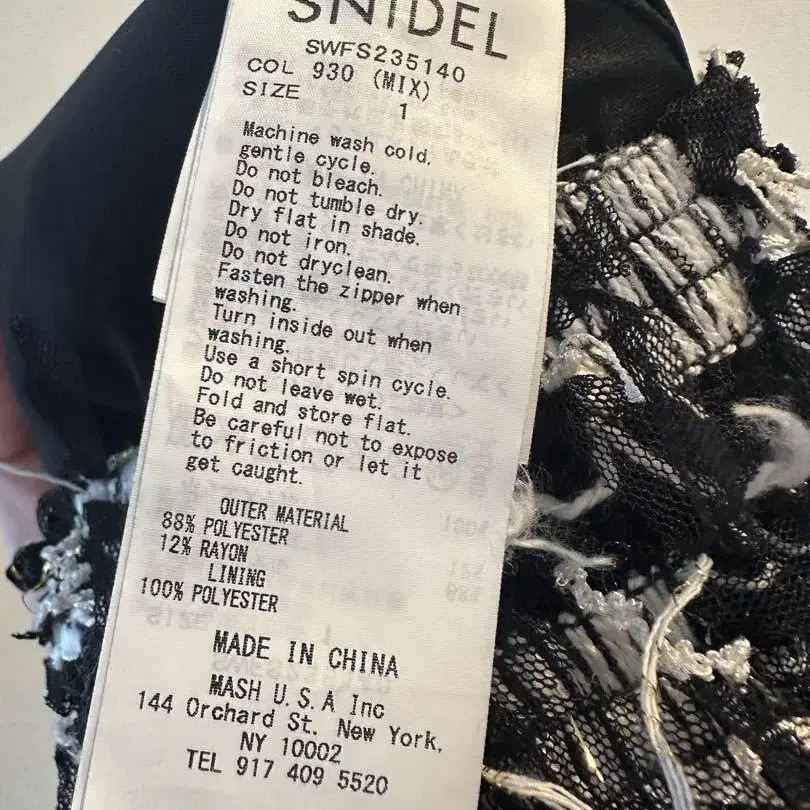 SNIDEL
SWFS235140
COL 930 (MIX)
SIZE 1
Machine wash cold,
gentle cycle.
Do not bleach.
Do not tumble dry.
Dry flat in shade.
Do not iron.
Do not dryclean.
Fasten the zipper when
washing.
Turn inside out when
washing.
Use a short spin cycle.
Do not leave wet.
Fold and store flat.
Be careful not to expose
to friction or let it
get caught.
OUTER MATERIAL
88% POLYESTER
12% RAYON
LINING
100% POLYESTER
MADE IN CHINA
MASH U.S.A Inc
144 Orchard St. New York,
NY 10002
TEL 917 409 5520